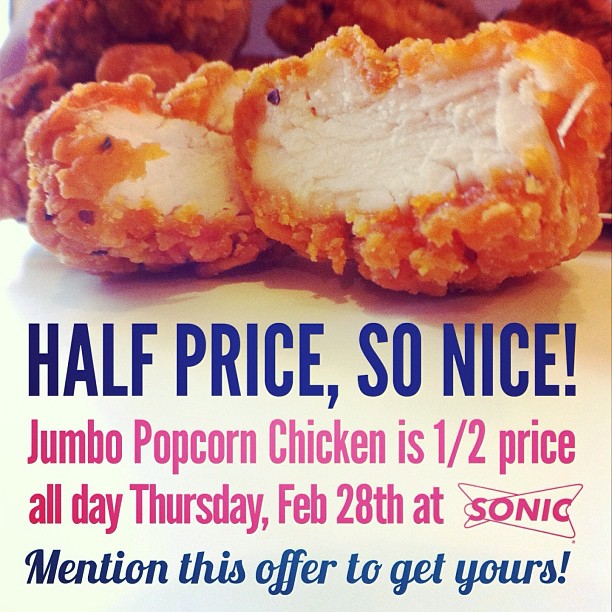 HALF PRICE, SO NICE!
Jumbo Popcorn Chicken is 1/2 price
all day Thursday, Feb 28th at SONIC
Mention this offer to get yours!